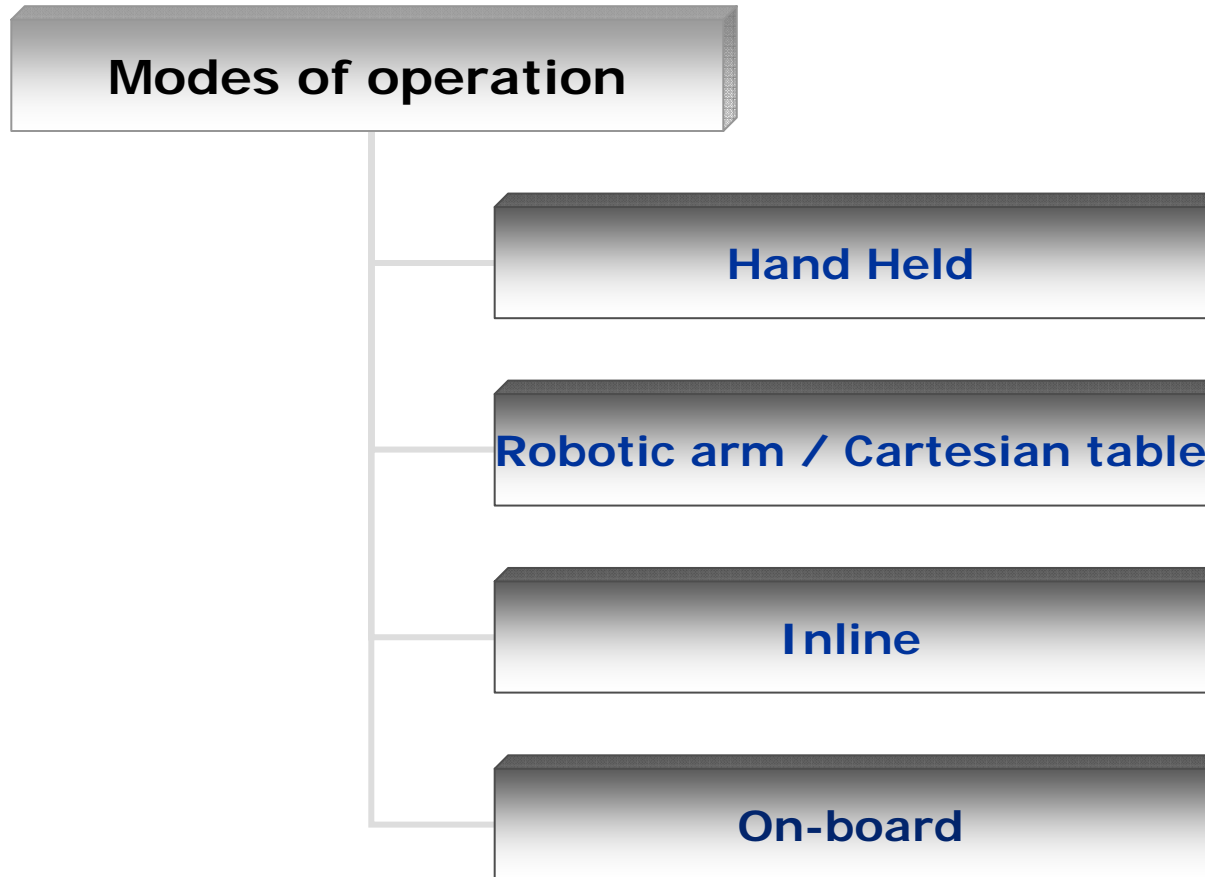 Modes of operation
Hand Held
Robotic arm / Cartesian table
Inline
On-board